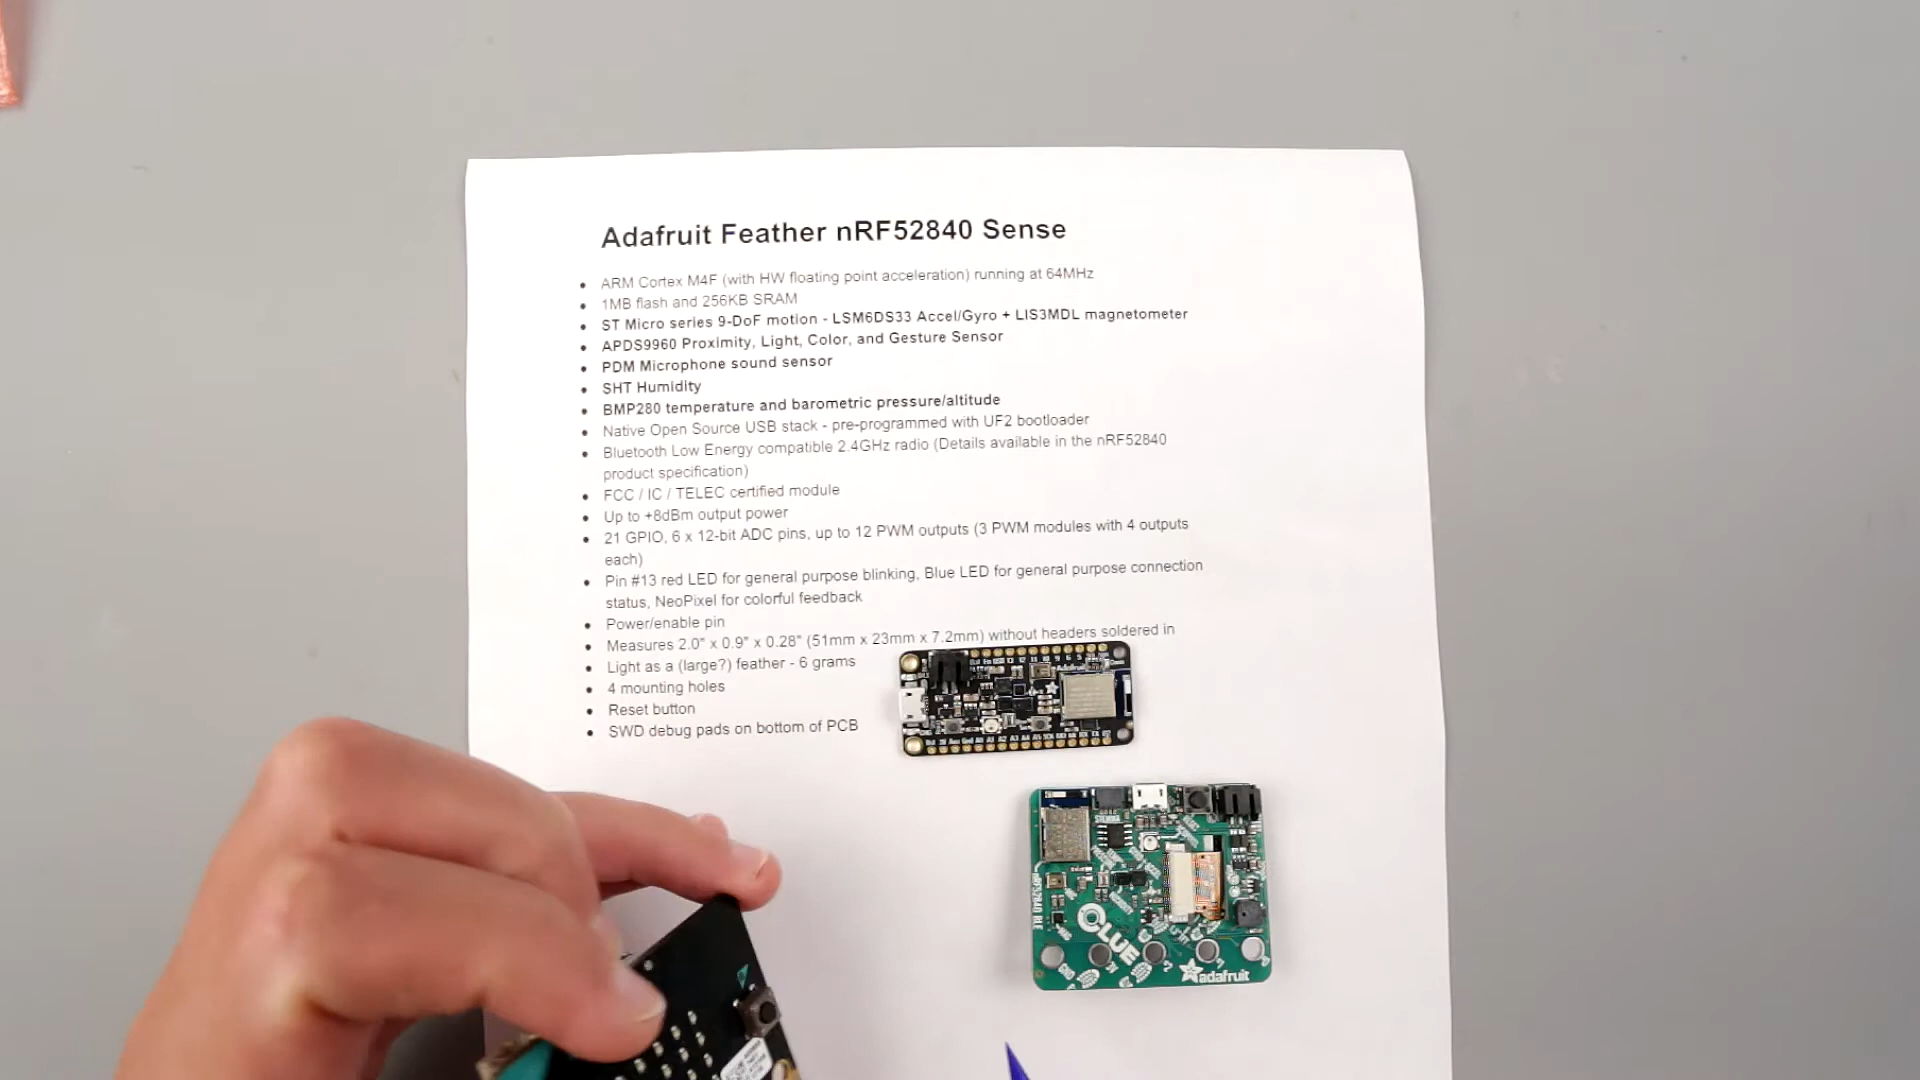 Adafruit Feather nRF52840 Sense
ARM Cortex M4F (with HW floating point acceleration) running at 64MHz
1MB flash and 256KB SRAM
ST Micro series 9-DoF motion - LSM6DS33 Accel/Gyro + LIS3MDL magnetometer
APDS9960 Proximity, Light, Color, and Gesture Sensor
PDM Microphone sound sensor
SHT Humidity
BMP280 temperature and barometric pressure/altitude
Native Open Source USB stack - pre-programmed with UF2 bootloader
Bluetooth Low Energy compatible 2.4GHz radio (Details available in the nRF52840
product specification)
FCC / IC / TELEC certified module
Up to +8dBm output power
21 GPIO, 6 x 12-bit ADC pins, up to 12 PWM outputs (3 PWM modules with 4 outputs
each)
Pin #13 red LED for general purpose blinking, Blue LED for general purpose connection
status, NeoPixel for colorful feedback
Power/enable pin
Measures 2.0" x 0.9" x 0.28" (51mm x 23mm x 7.2mm) without headers soldered in
Light as a (large?) feather - 6 grams
4 mounting holes
Reset button
SWD debug pads on bottom of PCB
STEMMA
CLUE
adafruit